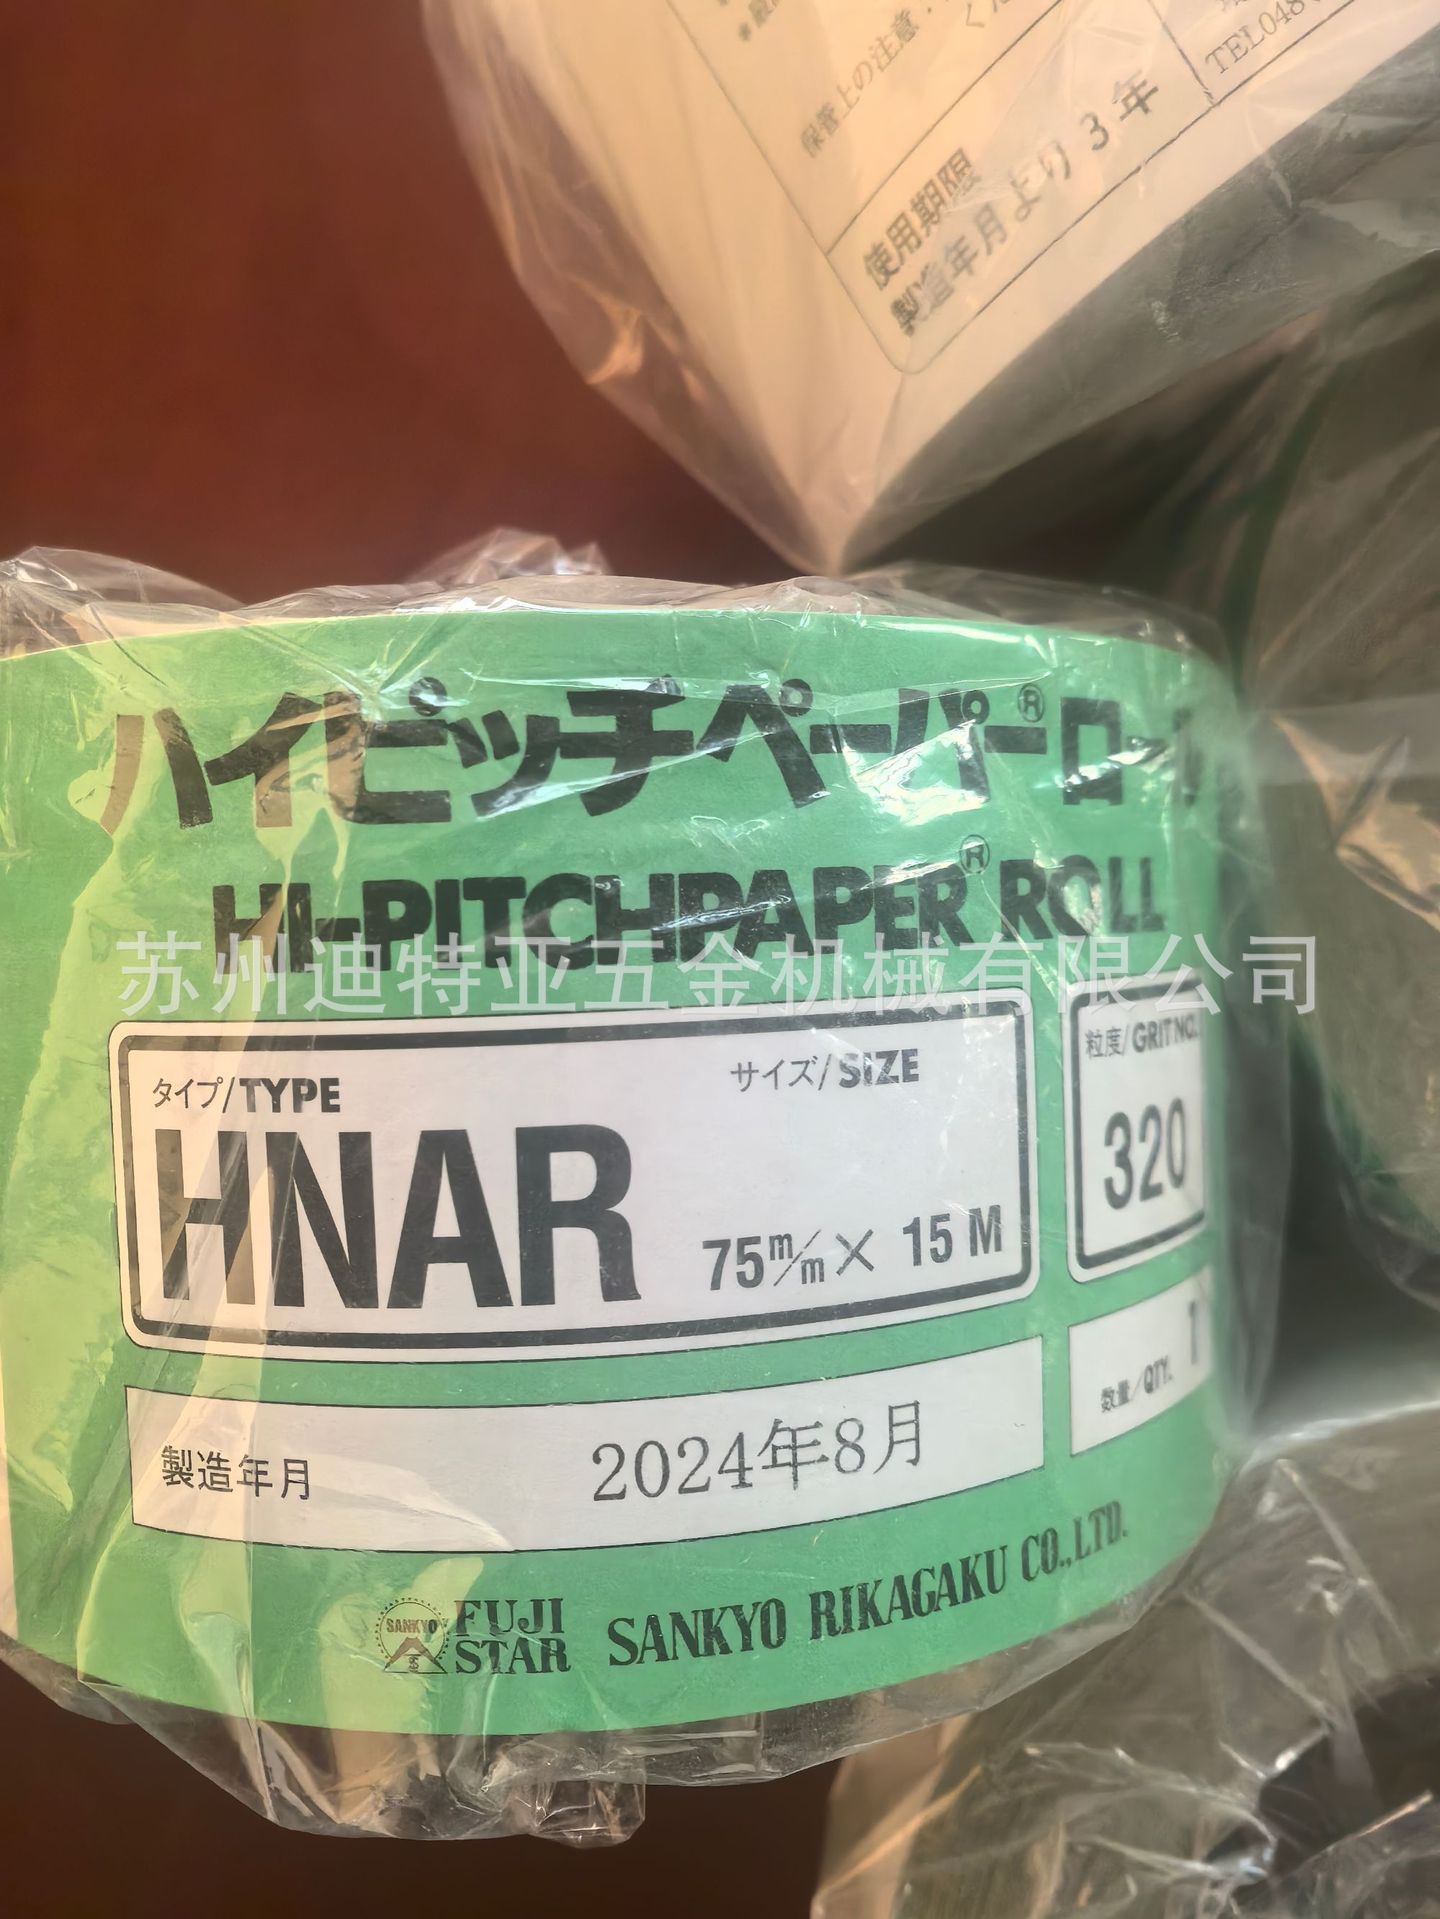 保管上の注意：
TEL048
使用期限
製造年月より3年
ハイピッチペーパー®ロー
HI-PITCHPAPER® ROLL
苏州迪特亚五金机械有限公司
タイプ/TYPE
サイズ/SIZE
粒度/GRIT NO.
HNAR
75m/m × 15 M
320
製造年月
2024年8月
数量/QTY. 1
SANKYO
S
FUJI
STAR
SANKYO RIKAGAKU CO.,LTD.